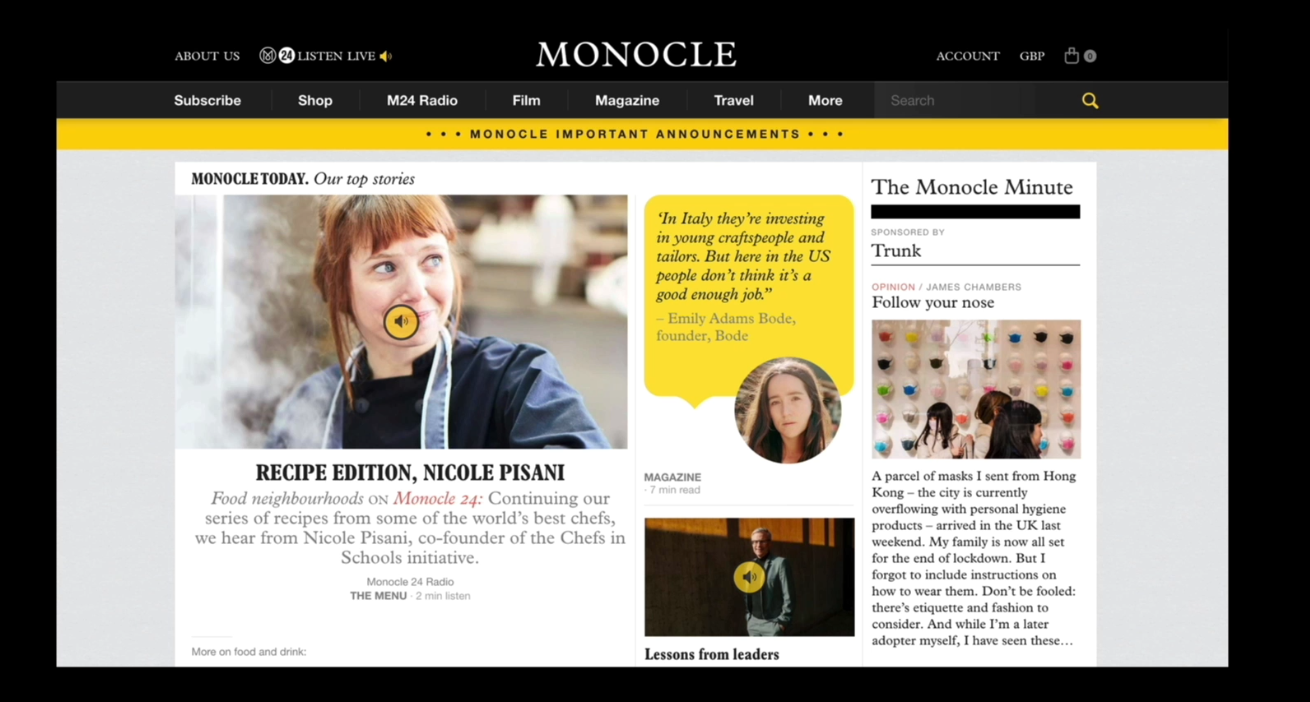 ABOUT US
24 LISTEN LIVE
MONOCLE
ACCOUNT
GBP
0
Subscribe
Shop
M24 Radio
Film
Magazine
Travel
More
Search
• • • MONOCLE IMPORTANT ANNOUNCEMENTS • • •
MONOCLE TODAY. Our top stories
RECIPE EDITION, NICOLE PISANI
Food neighbourhoods ON Monocle 24: Continuing our
series of recipes from some of the world's best chefs,
we hear from Nicole Pisani, co-founder of the Chefs in
Schools initiative.
Monocle 24 Radio
THE MENU · 2 min listen
More on food and drink:
‘In Italy they’re investing
in young craftspeople and
tailors. But here in the US
people don’t think it’s a
good enough job.”
– Emily Adams Bode,
founder, Bode
MAGAZINE
· 7 min read
Lessons from leaders
The Monocle Minute
SPONSORED BY
Trunk
OPINION / JAMES CHAMBERS
Follow your nose
A parcel of masks I sent from Hong
Kong – the city is currently
overflowing with personal hygiene
products – arrived in the UK last
weekend. My family is now all set
for the end of lockdown. But I
forgot to include instructions on
how to wear them. Don’t be fooled:
there’s etiquette and fashion to
consider. And while I’m a later
adopter myself, I have seen these…